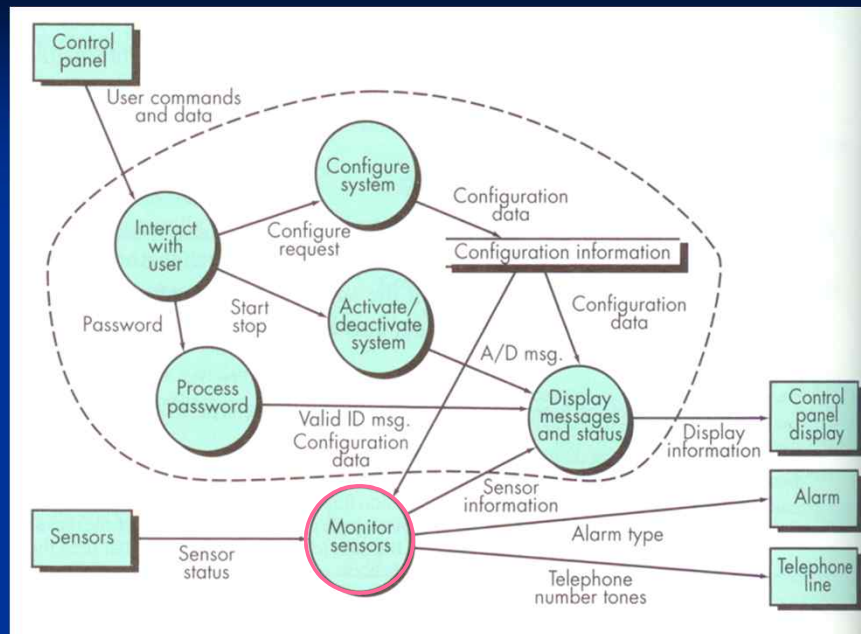 Control
panel
User commands
and data
Configure
system
Configuration
data
Interact
with
user
Configure
request
Configuration information
Password
Start
stop
Activate/
deactivate
system
Configuration
data
A/D msg.
Process
password
Valid ID msg.
Configuration
data
Display
messages
and status
Control
panel
display
Display
information
Sensors
Sensor
status
Monitor
sensors
Sensor
information
Alarm
Alarm type
Telephone
number tones
Telephone
line